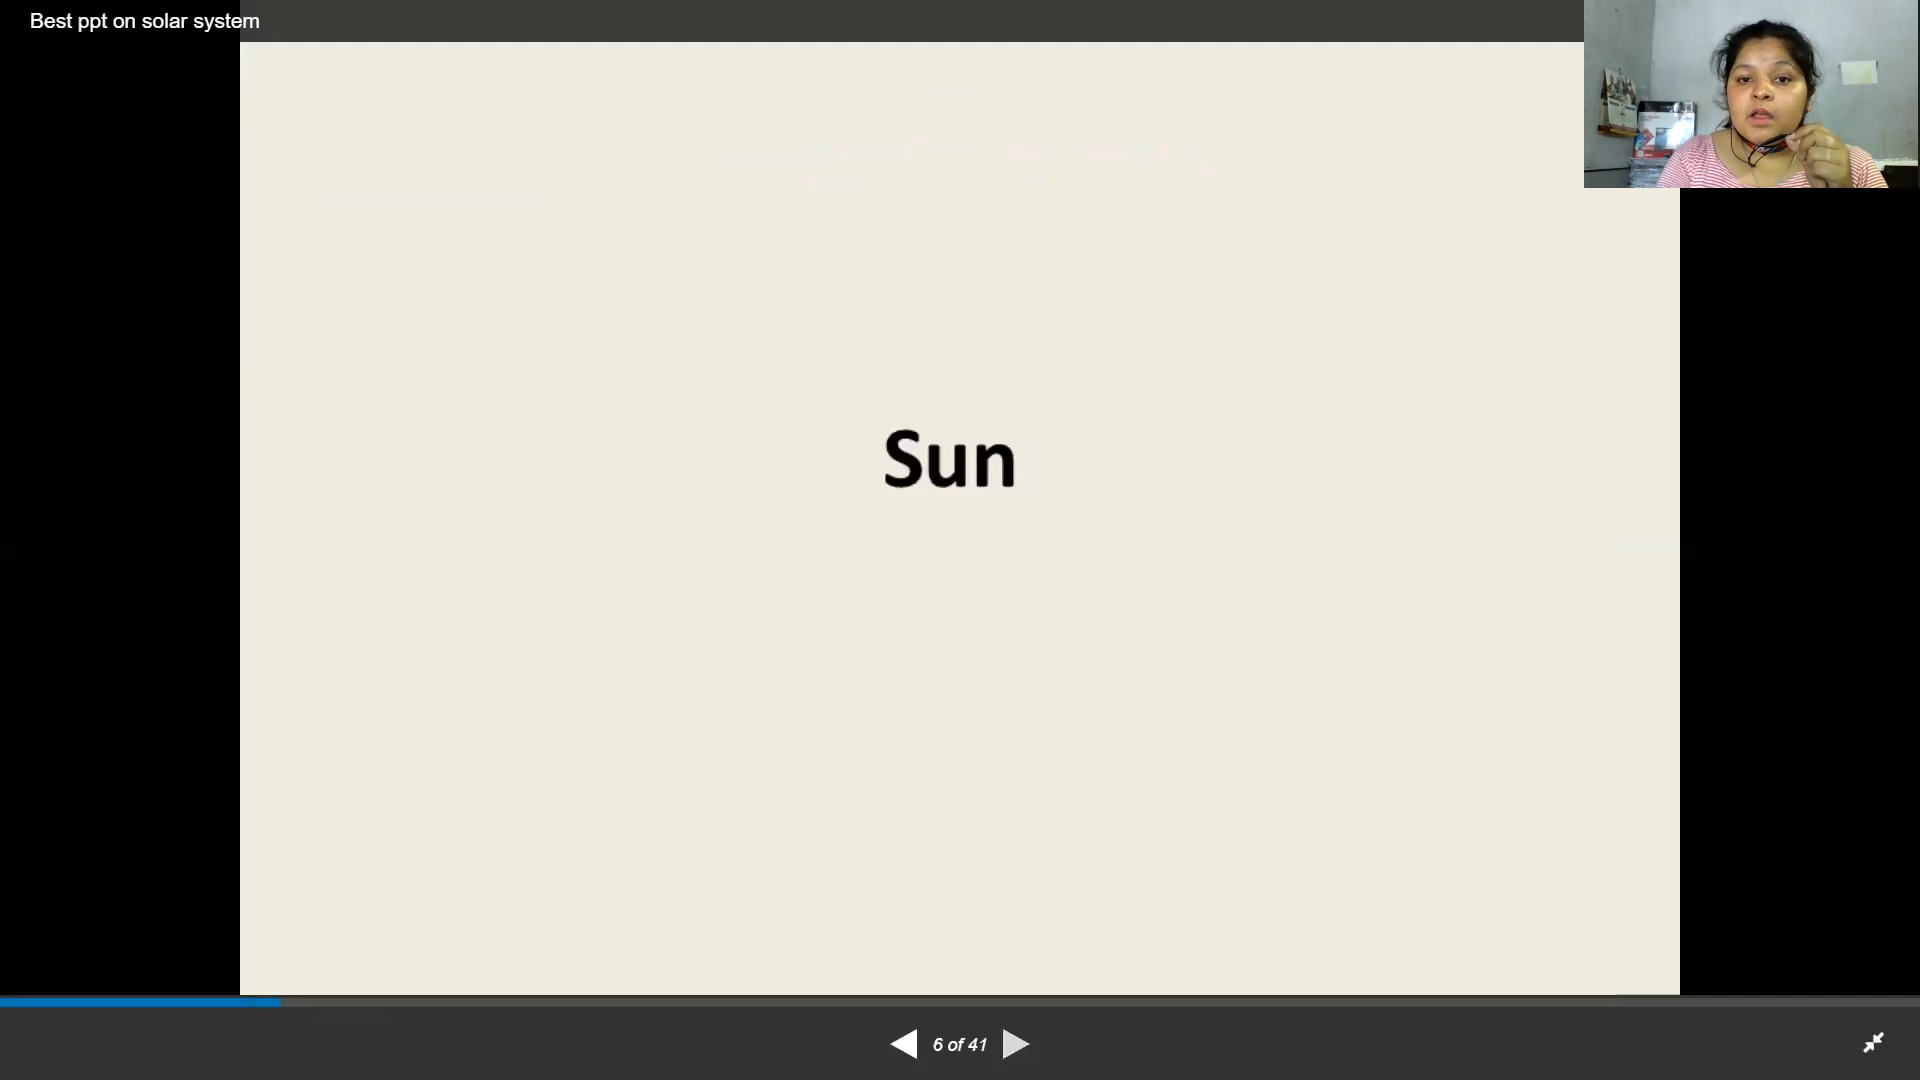 Best ppt on solar system
Sun
6 of 41